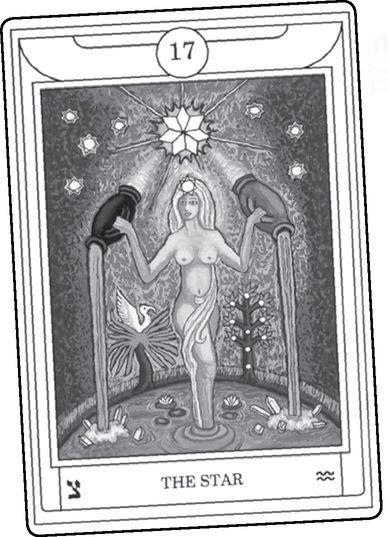 17
צ THE STAR ♒